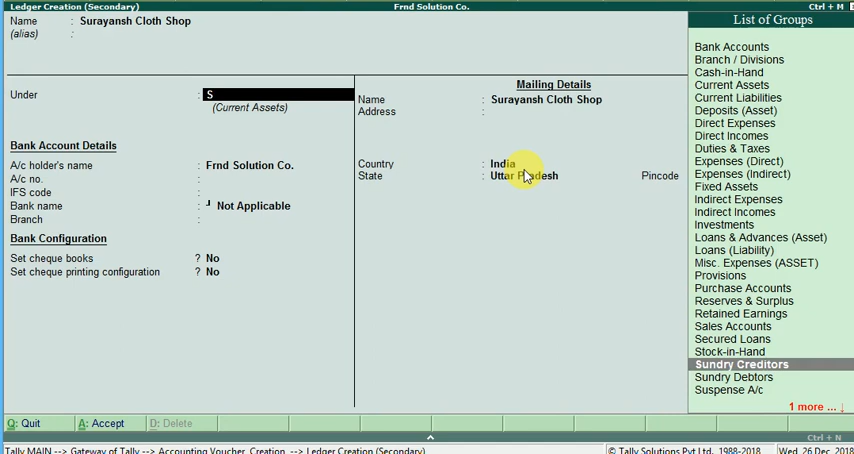 Ledger Creation (Secondary) Frnd Solution Co. Ctrl + M
Name : Surayansh Cloth Shop
(alias) :
Under : S
(Current Assets)
Bank Account Details
A/c holder's name : Frnd Solution Co.
A/c no. :
IFS code :
Bank name : ┘ Not Applicable
Branch :
Bank Configuration
Set cheque books ? No
Set cheque printing configuration ? No
Mailing Details
Name : Surayansh Cloth Shop
Address :
Country : India
State : Uttar Pradesh Pincode
List of Groups
Bank Accounts
Branch / Divisions
Cash-in-Hand
Current Assets
Current Liabilities
Deposits (Asset)
Direct Expenses
Direct Incomes
Duties & Taxes
Expenses (Direct)
Expenses (Indirect)
Fixed Assets
Indirect Expenses
Indirect Incomes
Investments
Loans & Advances (Asset)
Loans (Liability)
Misc. Expenses (ASSET)
Provisions
Purchase Accounts
Reserves & Surplus
Retained Earnings
Sales Accounts
Secured Loans
Stock-in-Hand
Sundry Creditors
Sundry Debtors
Suspense A/c
1 more ... ↓
Q: Quit A: Accept D: Delete
Ctrl + N
Tally MAIN --> Gateway of Tally --> Accounting Voucher Creation --> Ledger Creation (Secondary) © Tally Solutions Pvt Ltd., 1988-2018 Wed, 26 Dec, 2018